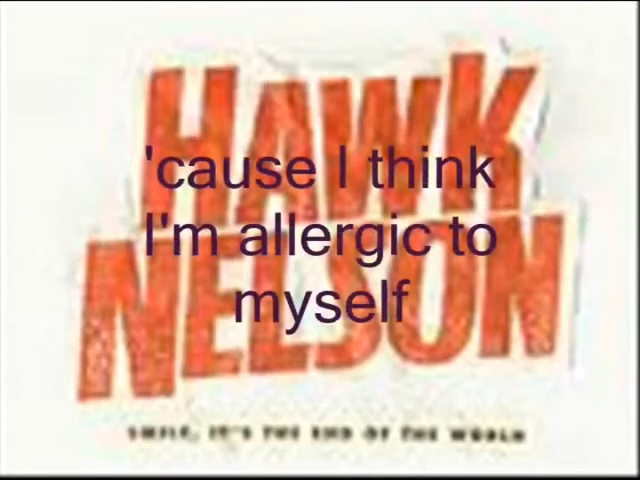 HAWK
'cause I think
I'm allergic to
NELSON
myself
SMILE, IT'S THE END OF THE WORLD